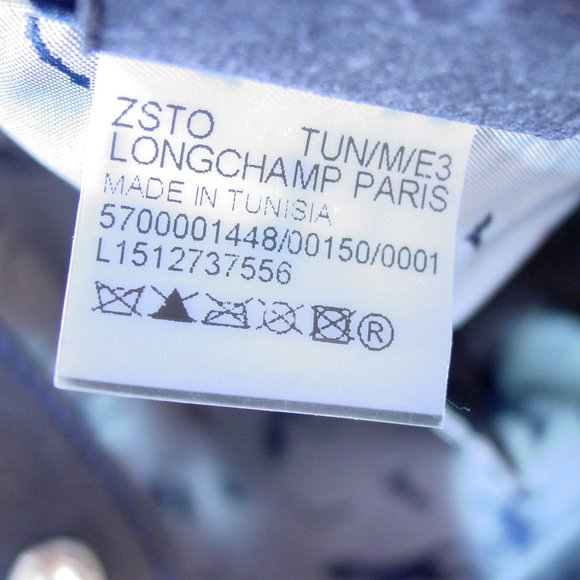 ZSTO TUN/M/E3
LONGCHAMP PARIS
MADE IN TUNISIA
5700001448/00150/0001
L1512737556
®